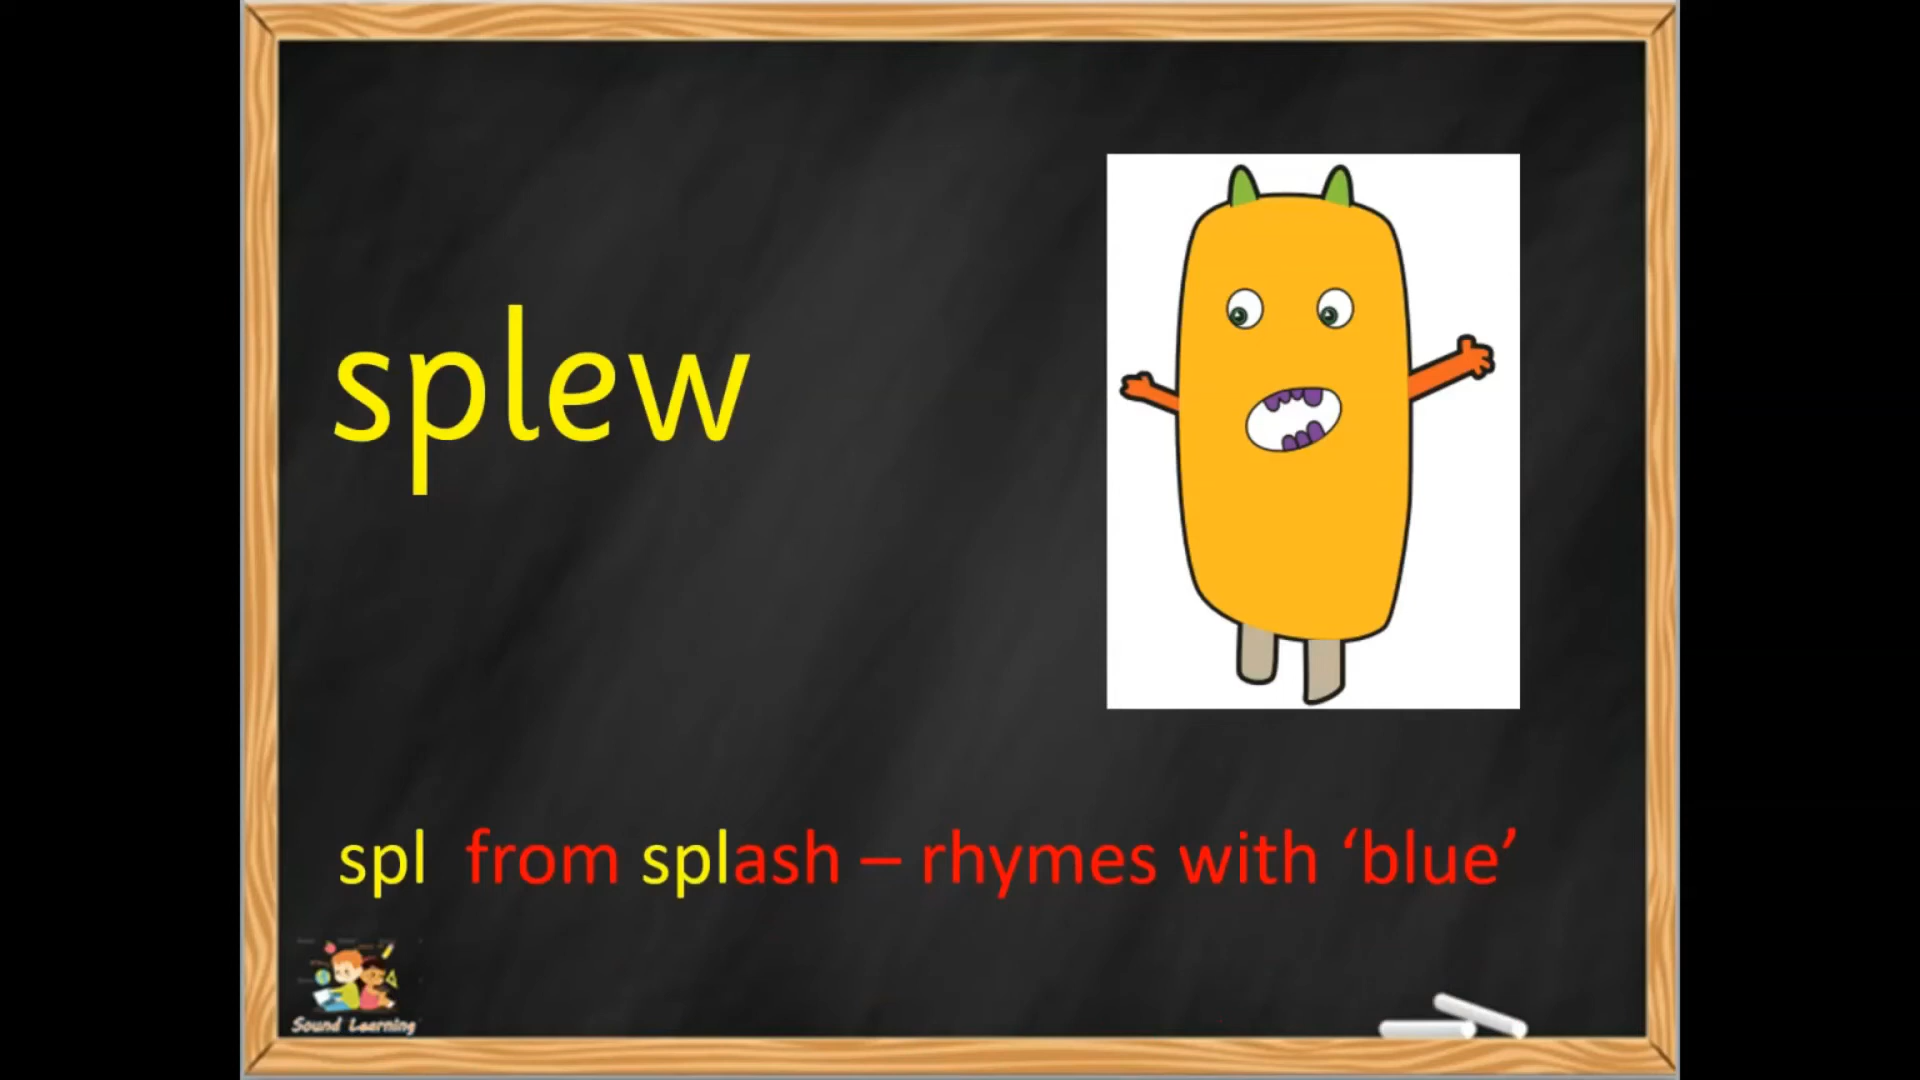 splew
spl from splash – rhymes with ‘blue’
Sound Learning